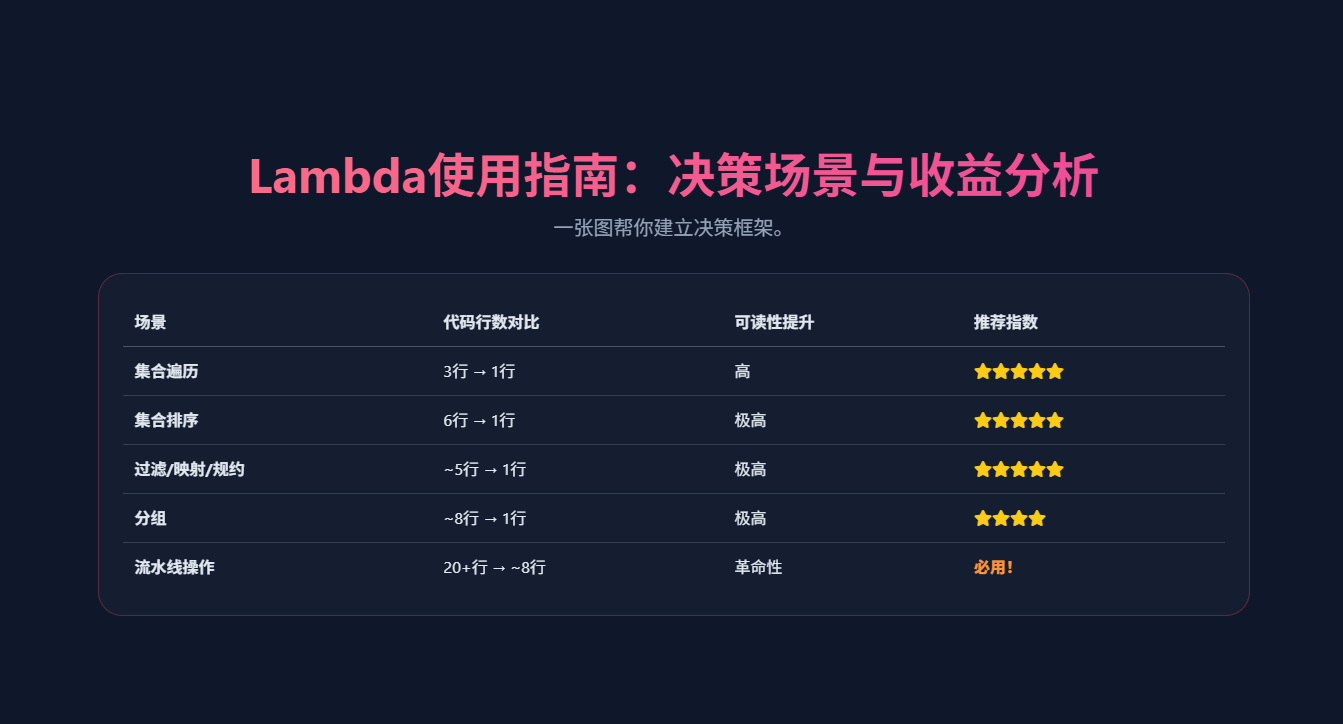 Lambda使用指南：决策场景与收益分析
一张图帮你建立决策框架。
场景 代码行数对比 可读性提升 推荐指数
集合遍历 3行 → 1行 高 ⭐⭐⭐⭐⭐
集合排序 6行 → 1行 极高 ⭐⭐⭐⭐⭐
过滤/映射/规约 ~5行 → 1行 极高 ⭐⭐⭐⭐⭐
分组 ~8行 → 1行 极高 ⭐⭐⭐⭐
流水线操作 20+行 → ~8行 革命性 必用！